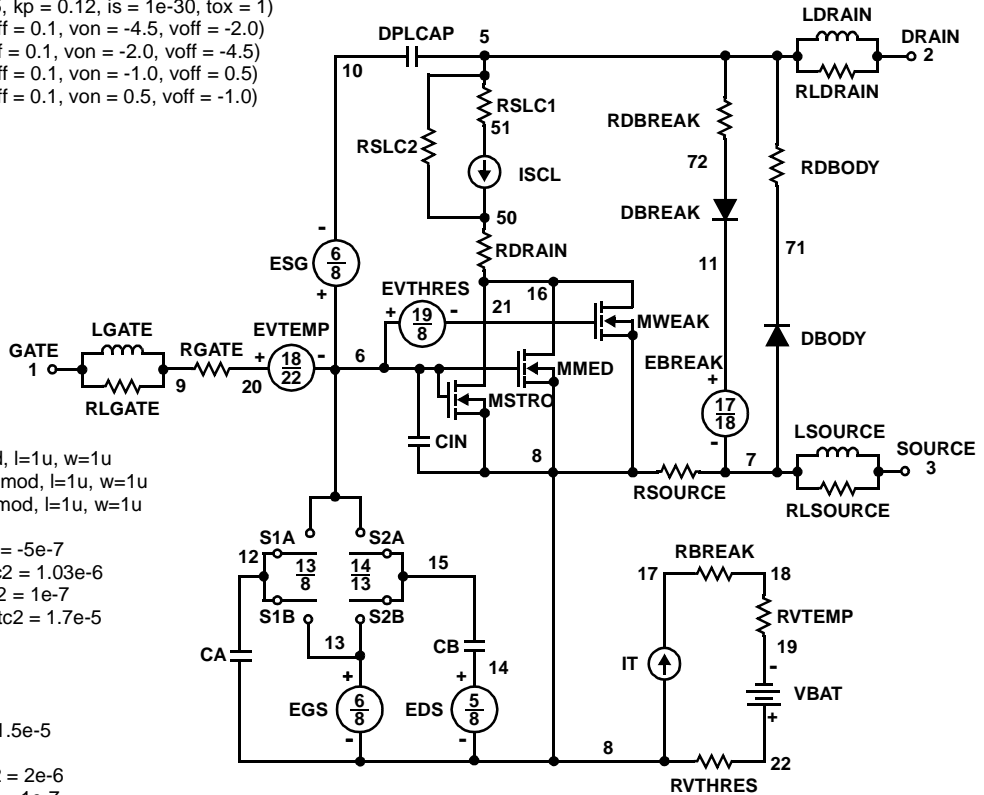 , kp = 0.12, is = 1e-30, tox = 1)
off = 0.1, von = -4.5, voff = -2.0)
f = 0.1, von = -2.0, voff = -4.5)
ff = 0.1, von = -1.0, voff = 0.5)
ff = 0.1, von = 0.5, voff = -1.0)
DPLCAP
5
10
LDRAIN
DRAIN
2
RLDRAIN
RSLC1
51
RSLC2
ISCL
50
RDBREAK
72
RDBODY
DBREAK
71
11
RDRAIN
-
ESG
6
8
+
EVTHRES
+
19
8
-
21
16
MWEAK
DBODY
EBREAK
+
17
18
-
LGATE
GATE
1
RLGATE
9
RGATE
20
EVTEMP
+
18
22
-
6
MMED
MSTRO
CIN
8
RSOURCE
7
LSOURCE
SOURCE
3
RLSOURCE
, l=1u, w=1u
mod, l=1u, w=1u
mod, l=1u, w=1u
= -5e-7
c2 = 1.03e-6
2 = 1e-7
tc2 = 1.7e-5
.5e-5
= 2e-6
S1A
S2A
12
13
8
14
13
15
S1B
S2B
13
CA
CB
14
+
EGS
6
8
-
+
EDS
5
8
-
8
RBREAK
17
18
RVTEMP
19
IT
-
VBAT
+
22
RVTHRES